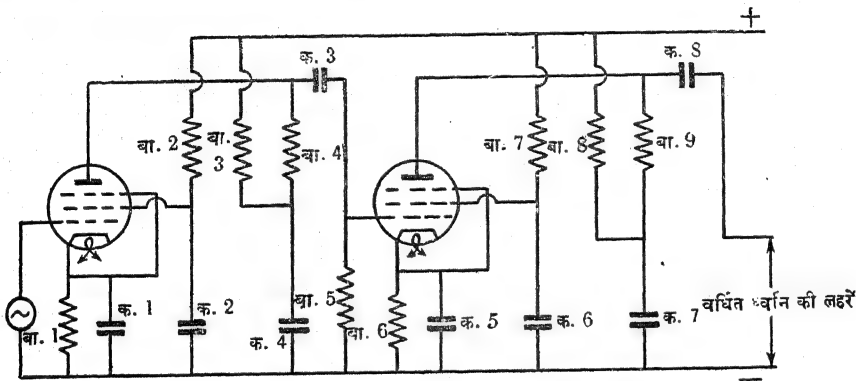 +
क. 3
क. 8
बा. 2
बा. 3
बा. 4
बा. 7
बा. 8
बा. 9
क. 1
क. 2
बा. 5
क. 5
क. 6
क. 7
वर्धित ध्वनि की लहरें
बा. 1
क. 4
बा. 6
−